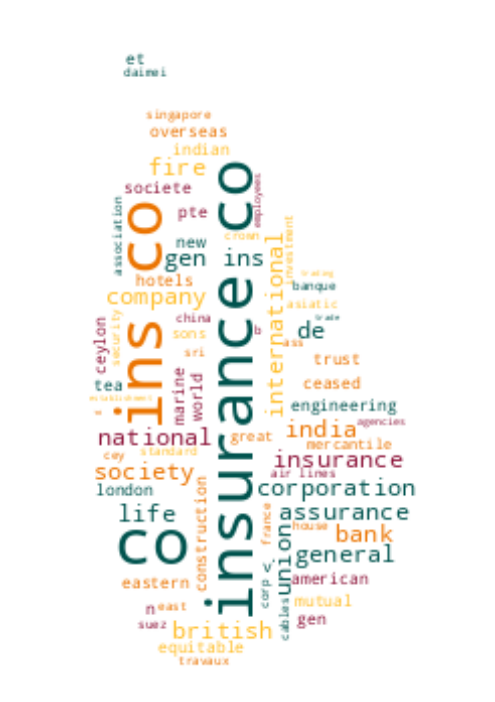 et
daimei
singapore
overseas
indian
fire
societe
insurance co
employees
association
ins co
pte
new
crown
gen
ins
international
investment
hotels
banque
company
asiatic
trade
china
de
ceylon
security
sons
b
ass
sri
trust
tea
marine
world
ceased
establishment
engineering
agencies
national
great
india
mercantile
cey
standard
insurance
society
air lines
london
construction
corporation
life
france
assurance
house
co
union
bank
general
eastern
corp
v
american
n
east
cables
mutual
suez
british
gen
equitable
travaux